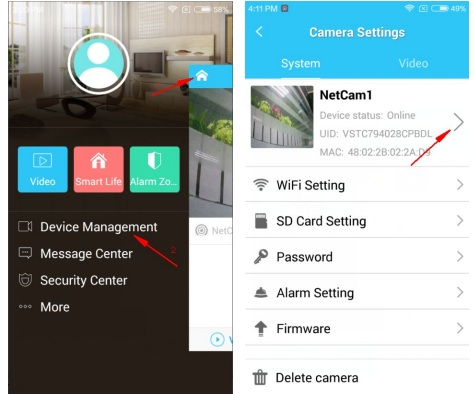 58%
Video
Smart Life
Alarm Zo...
Device Management
NetC
Message Center
2
Security Center
More
V
4:11 PM
49%
Camera Settings
System
Video
NetCam1
Device status: Online
UID: VSTC794028CPBDL
MAC: 48:02:2B:02:2A:D9
WiFi Setting
SD Card Setting
Password
Alarm Setting
Firmware
Delete camera